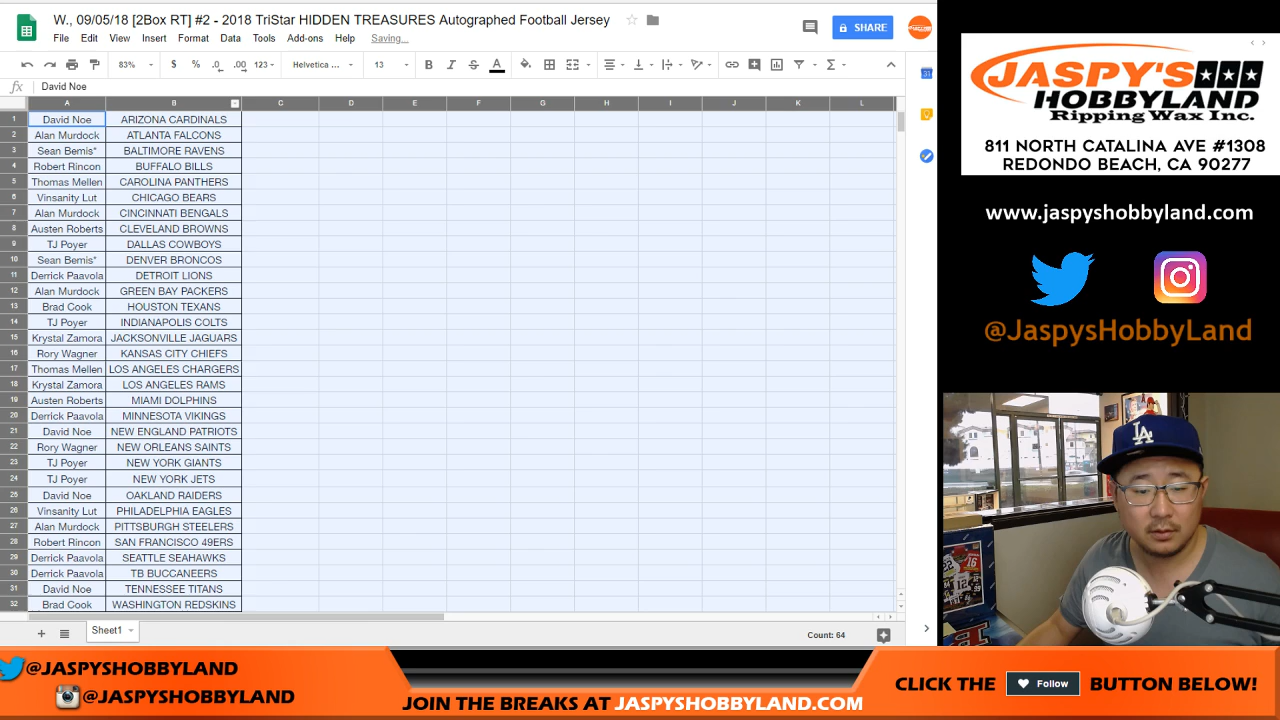 W., 09/05/18 [2Box RT] #2 - 2018 TriStar HIDDEN TREASURES Autographed Football Jersey
File Edit View Insert Format Data Tools Add-ons Help Saving...
SHARE
83% $ % .0 .00 123 Helvetica ... 13 B I S A
fx David Noe
A B C D E F G H I J K L
1 David Noe ARIZONA CARDINALS
2 Alan Murdock ATLANTA FALCONS
3 Sean Bemis* BALTIMORE RAVENS
4 Robert Rincon BUFFALO BILLS
5 Thomas Mellen CAROLINA PANTHERS
6 Vinsanity Lut CHICAGO BEARS
7 Alan Murdock CINCINNATI BENGALS
8 Austen Roberts CLEVELAND BROWNS
9 TJ Poyer DALLAS COWBOYS
10 Sean Bemis* DENVER BRONCOS
11 Derrick Paavola DETROIT LIONS
12 Alan Murdock GREEN BAY PACKERS
13 Brad Cook HOUSTON TEXANS
14 TJ Poyer INDIANAPOLIS COLTS
15 Krystal Zamora JACKSONVILLE JAGUARS
16 Rory Wagner KANSAS CITY CHIEFS
17 Thomas Mellen LOS ANGELES CHARGERS
18 Krystal Zamora LOS ANGELES RAMS
19 Austen Roberts MIAMI DOLPHINS
20 Derrick Paavola MINNESOTA VIKINGS
21 David Noe NEW ENGLAND PATRIOTS
22 Rory Wagner NEW ORLEANS SAINTS
23 TJ Poyer NEW YORK GIANTS
24 TJ Poyer NEW YORK JETS
25 David Noe OAKLAND RAIDERS
26 Vinsanity Lut PHILADELPHIA EAGLES
27 Alan Murdock PITTSBURGH STEELERS
28 Robert Rincon SAN FRANCISCO 49ERS
29 Derrick Paavola SEATTLE SEAHAWKS
30 Derrick Paavola TB BUCCANEERS
31 David Noe TENNESSEE TITANS
32 Brad Cook WASHINGTON REDSKINS
Sheet1
Count: 64
JASPY'S
HOBBYLAND
Ripping Wax Inc.
811 NORTH CATALINA AVE #1308
REDONDO BEACH, CA 90277
www.jaspyshobbyland.com
@JaspysHobbyLand
LA
@JASPYSHOBBYLAND
@JASPYSHOBBYLAND
JOIN THE BREAKS AT JASPYSHOBBYLAND.COM
CLICK THE Follow BUTTON BELOW!